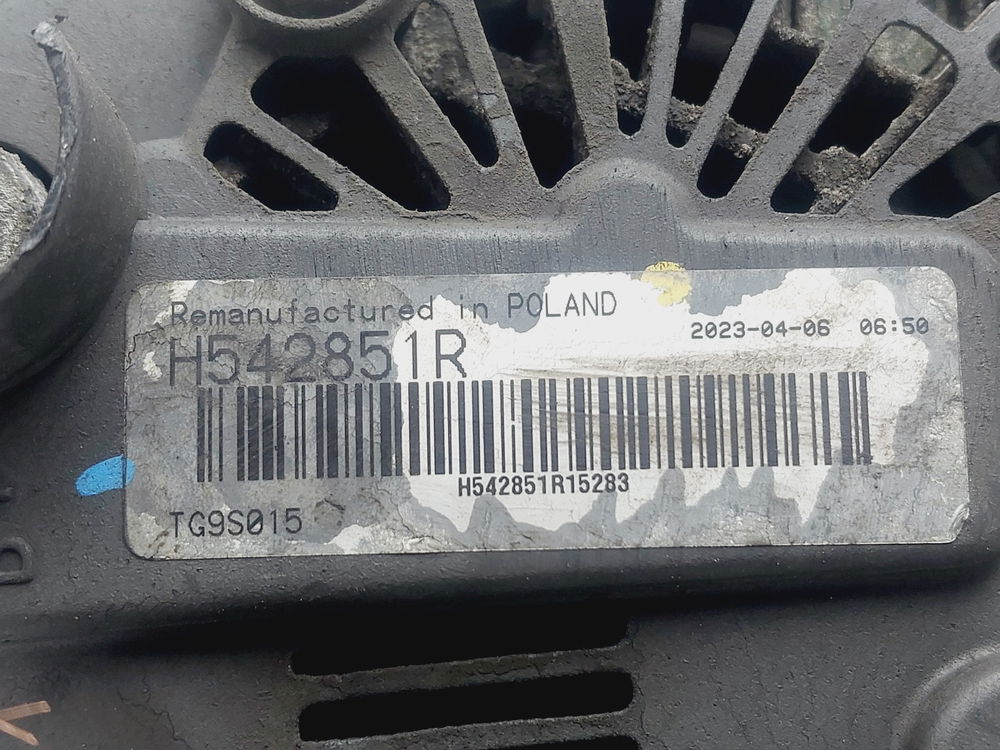 Remanufactured in POLAND
H542851R
2023-04-06 06:50
H542851R15283
TG9S015